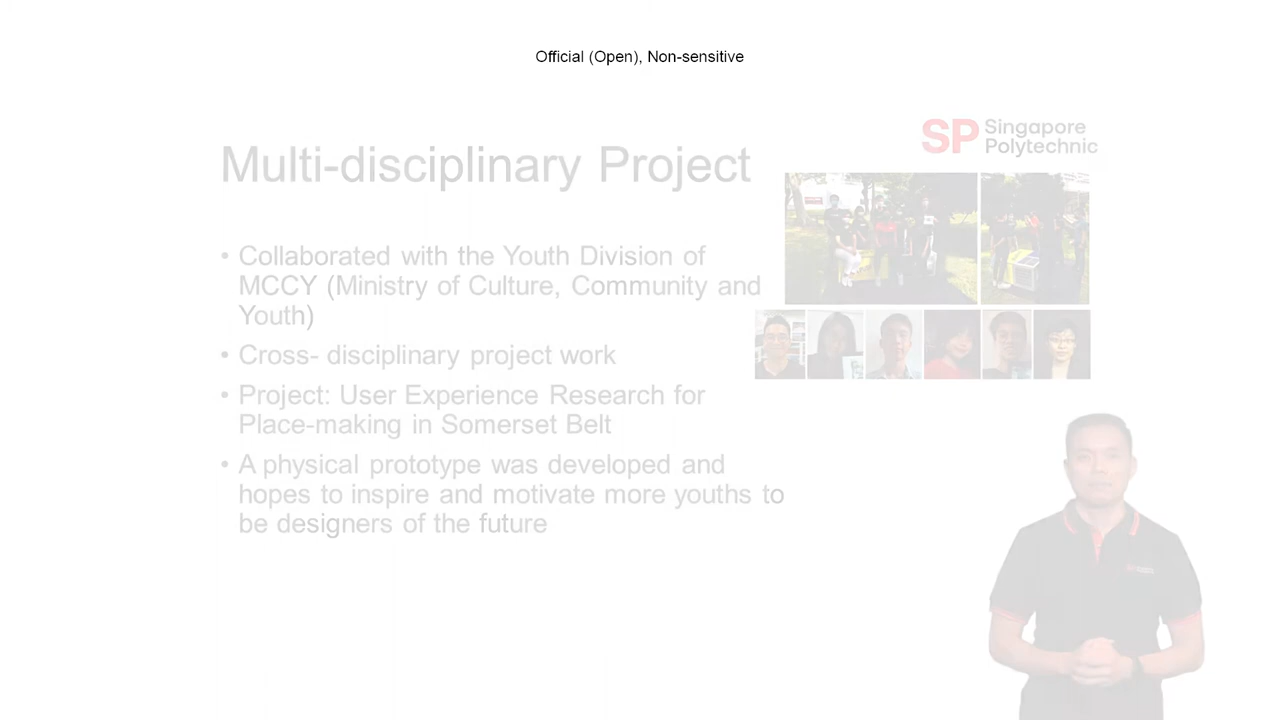 Official (Open), Non-sensitive
SP Singapore
Polytechnic
Multi-disciplinary Project
• Collaborated with the Youth Division of
MCCY (Ministry of Culture, Community and
Youth)
• Cross- disciplinary project work
• Project: User Experience Research for
Place-making in Somerset Belt
• A physical prototype was developed and
hopes to inspire and motivate more youths to
be designers of the future